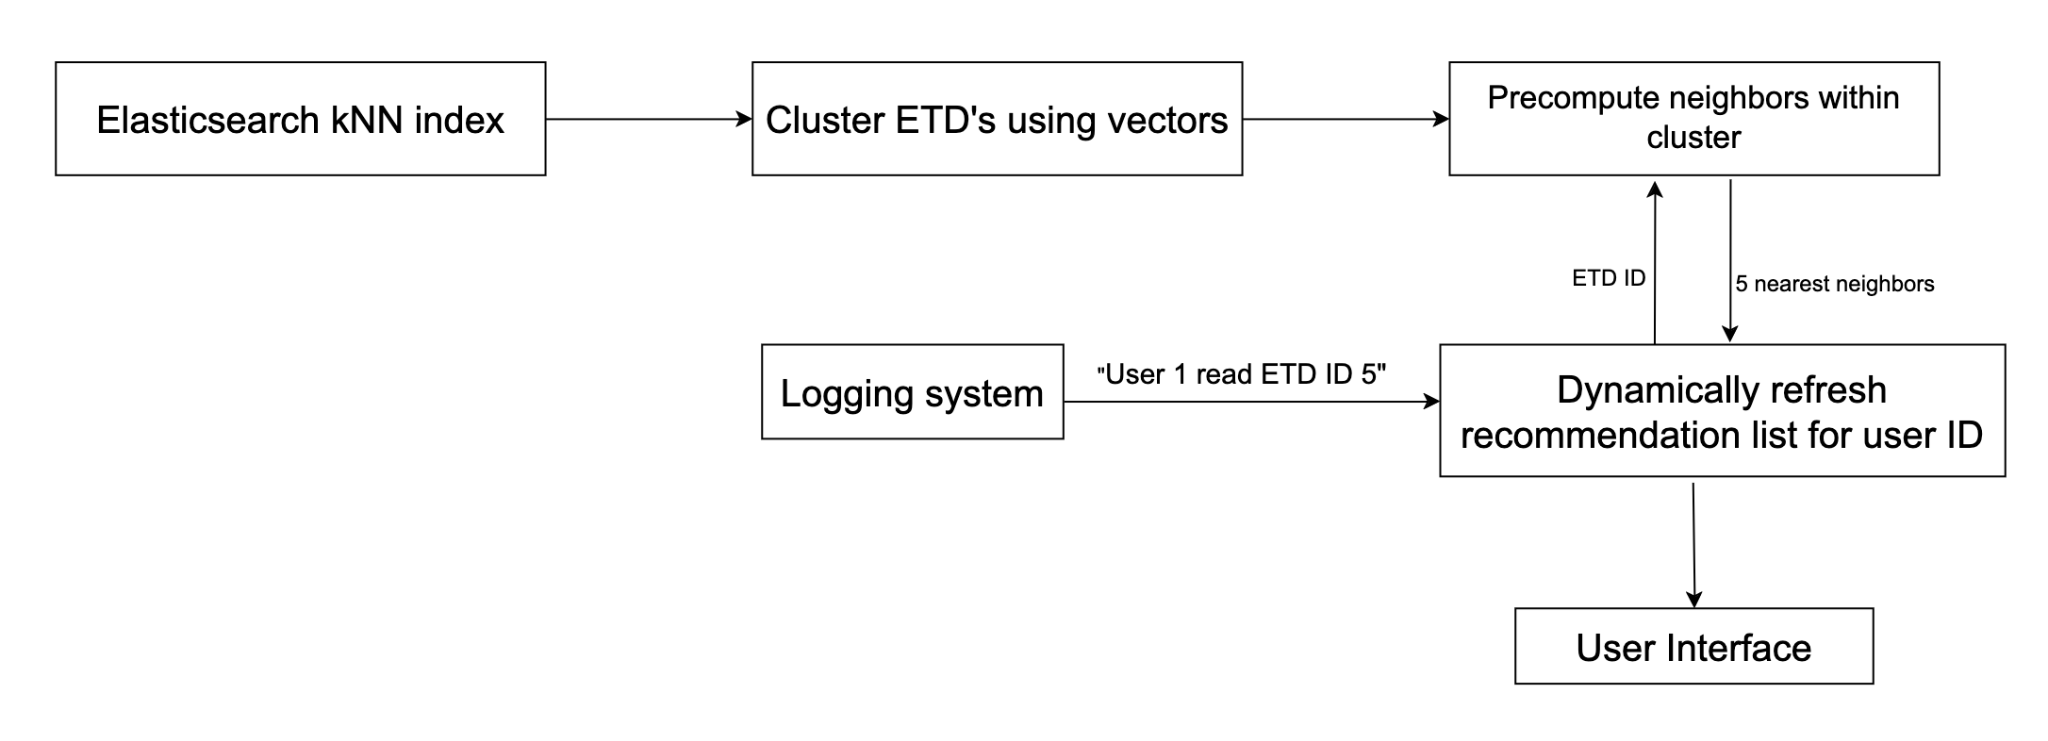 Elasticsearch kNN index
Cluster ETD's using vectors
Precompute neighbors within
cluster
ETD ID
5 nearest neighbors
Logging system
"User 1 read ETD ID 5"
Dynamically refresh
recommendation list for user ID
User Interface